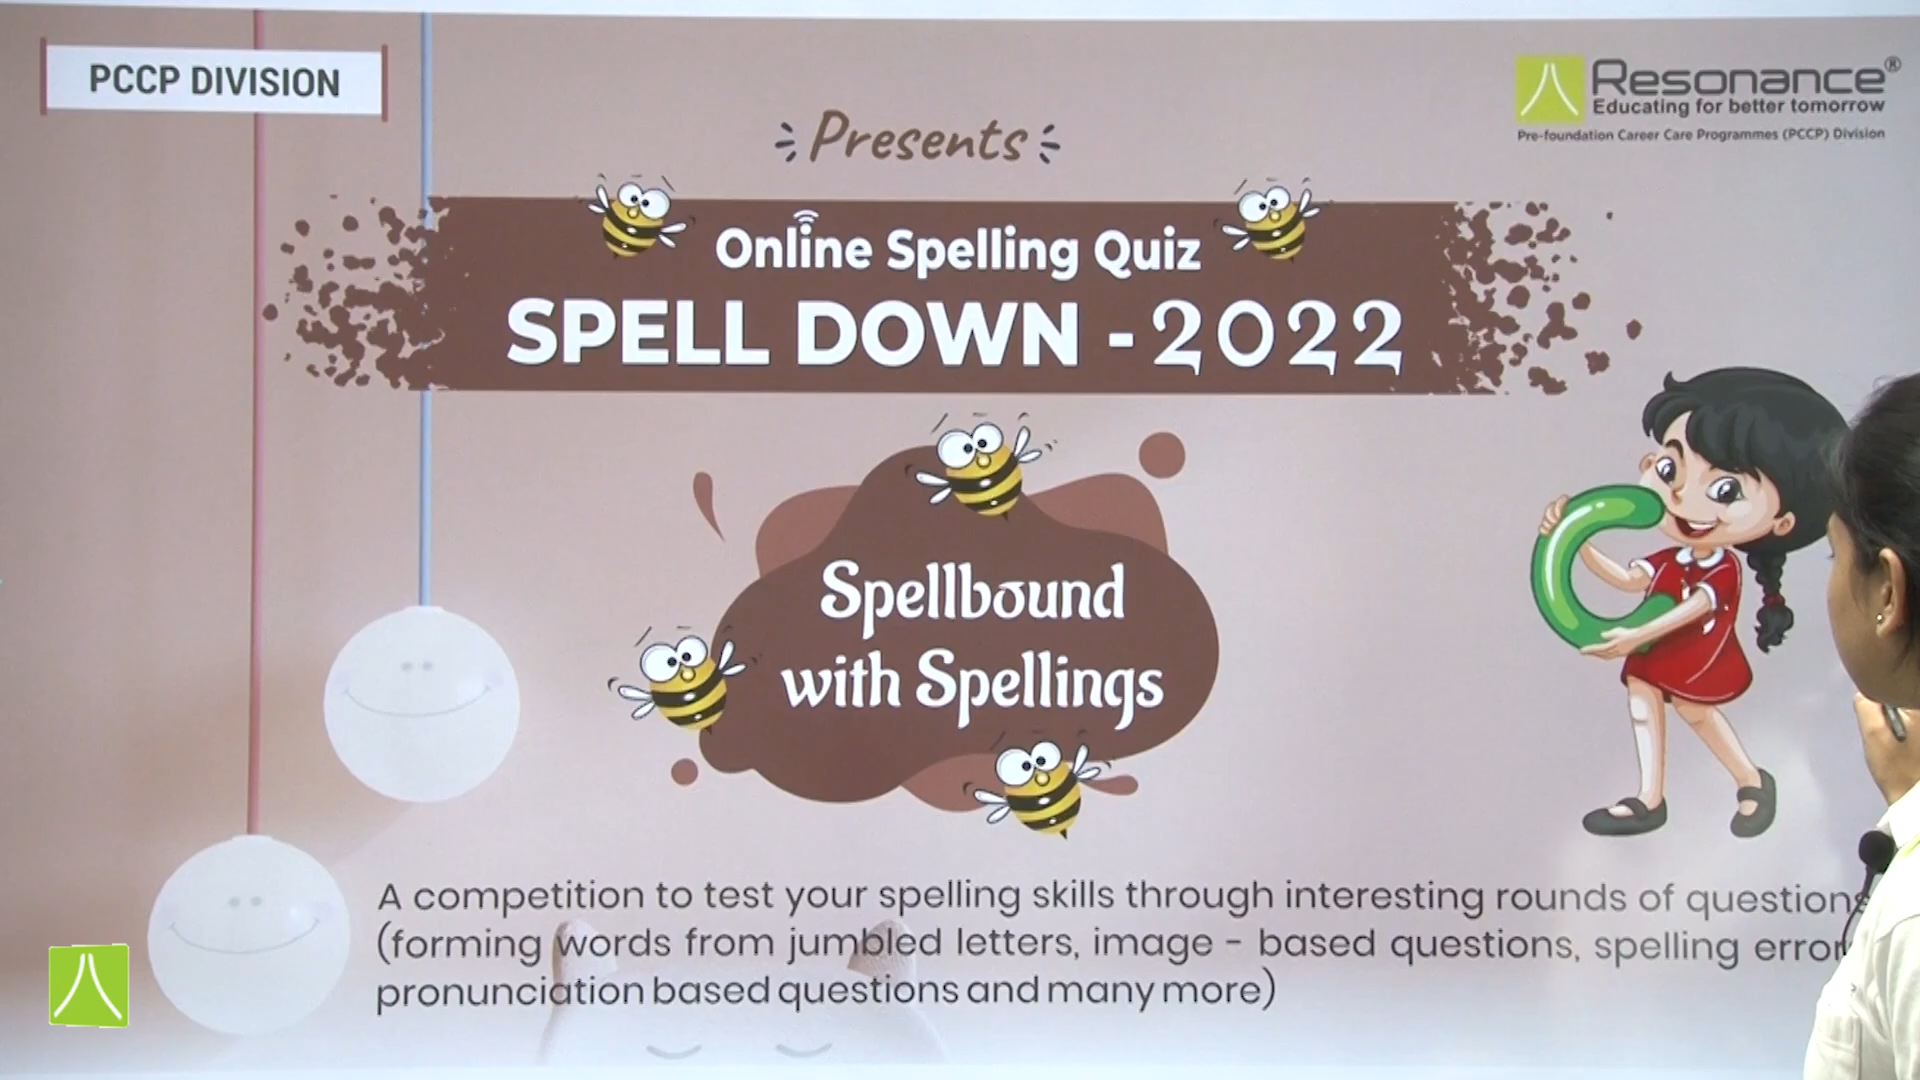 PCCP DIVISION
Resonance®
Educating for better tomorrow
Pre-foundation Career Care Programmes (PCCP) Division
Presents
Online Spelling Quiz
SPELL DOWN - 2022
Spellbound
with Spellings
A competition to test your spelling skills through interesting rounds of questions
(forming words from jumbled letters, image - based questions, spelling error
pronunciation based questions and many more)